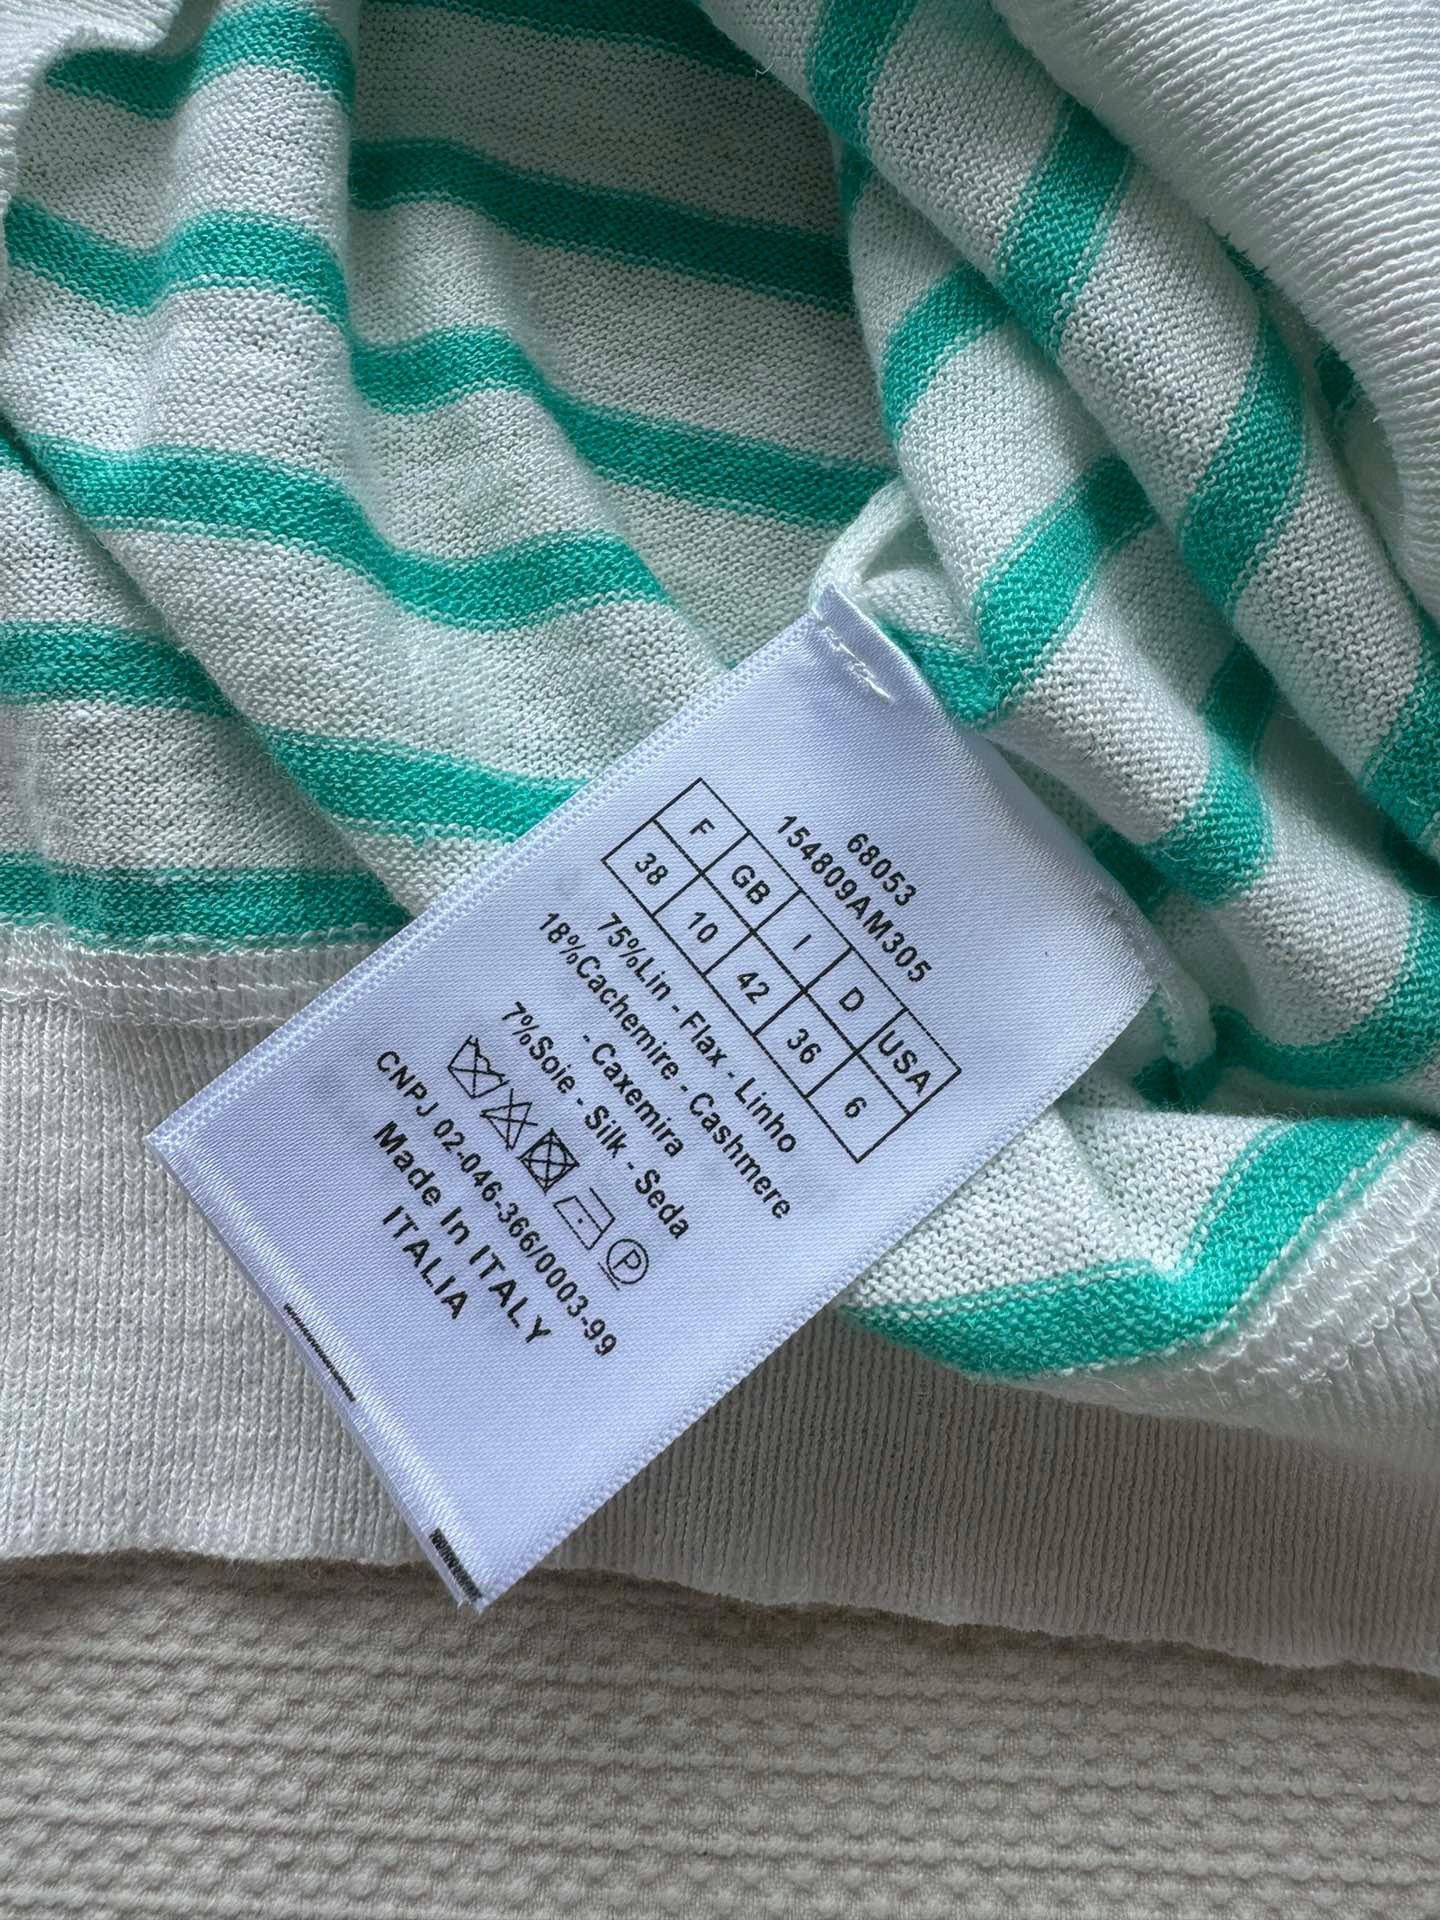 68053
154809AM305
F GB I D USA
38 10 42 36 6
75%Lin - Flax - Linho
18%Cachemire - Cashmere
- Caxemira
7%Soie - Silk - Seda
P
CNPJ 02-046-366/0003-99
Made In ITALY
ITALIA